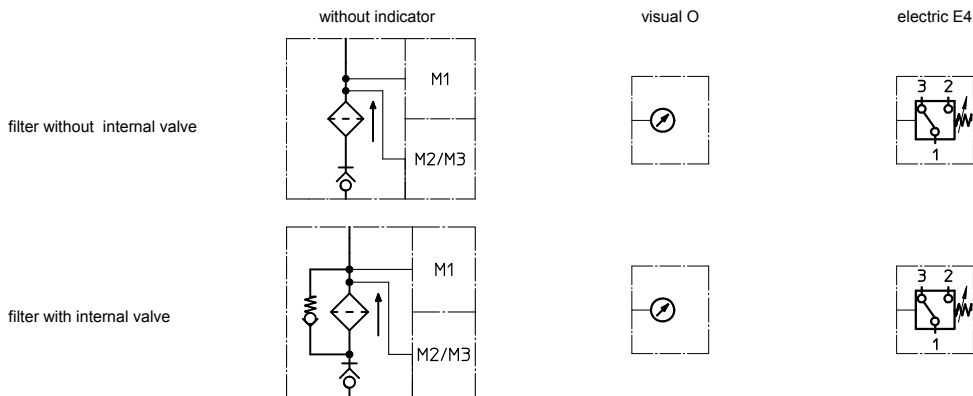 without indicator
visual O
electric E4
M1
3 2
filter without internal valve
M2/M3
1
M1
3 2
filter with internal valve
1
M2/M3